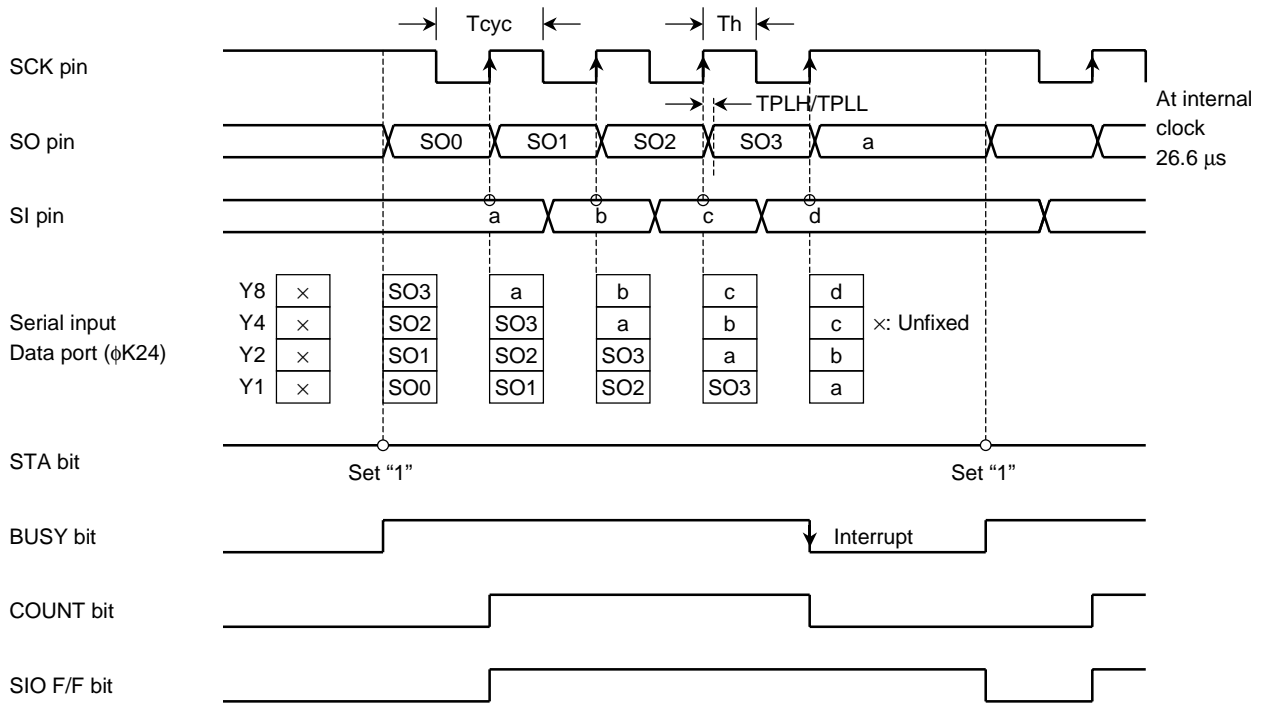 Tcyc Th
SCK pin
TPLH/TPLL
At internal
clock
26.6 μs
SO pin SO0 SO1 SO2 SO3 a
SI pin a b c d
Serial input
Data port (ϕK24)
Y8 × SO3 a b c d
Y4 × SO2 SO3 a b c ×: Unfixed
Y2 × SO1 SO2 SO3 a b
Y1 × SO0 SO1 SO2 SO3 a
STA bit
Set “1” Set “1”
BUSY bit Interrupt
COUNT bit
SIO F/F bit